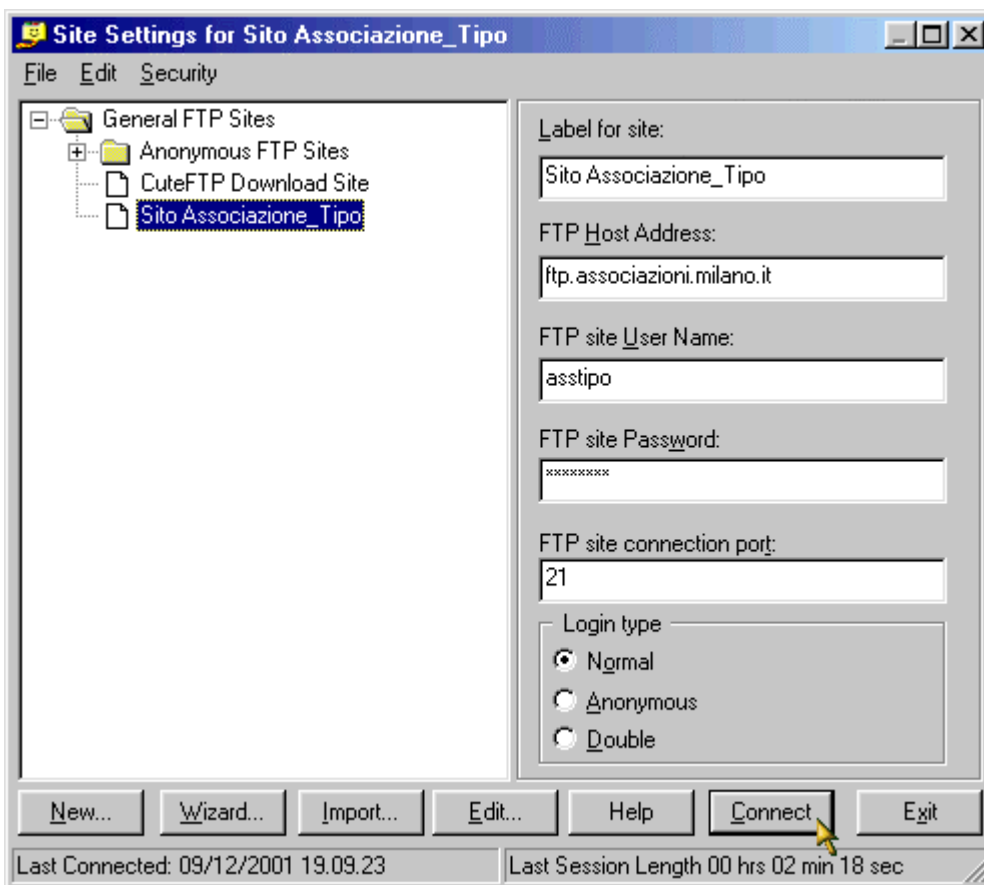 Site Settings for Sito Associazione_Tipo
File Edit Security
General FTP Sites
Anonymous FTP Sites
CuteFTP Download Site
Sito Associazione_Tipo
Label for site:
Sito Associazione_Tipo
FTP Host Address:
ftp.associazioni.milano.it
FTP site User Name:
asstipo
FTP site Password:
********
FTP site connection port:
21
Login type
Normal
Anonymous
Double
New... Wizard... Import... Edit... Help Connect Exit
Last Connected: 09/12/2001 19.09.23 Last Session Length 00 hrs 02 min 18 sec